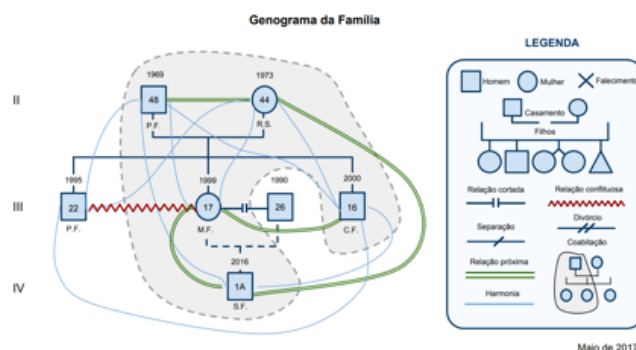 Genograma da Família
II
1969
48
P.F.
1973
44
R.S.
III
1995
22
P.F.
1999
17
M.F.
1990
26
2000
16
C.F.
IV
2016
1A
S.F.
LEGENDA
Homem
Mulher
Falecimento
Casamento
Filhos
Relação cortada
Relação conflituosa
Separação
Divórcio
Coabitação
Relação próxima
Harmonia
Maio de 2017